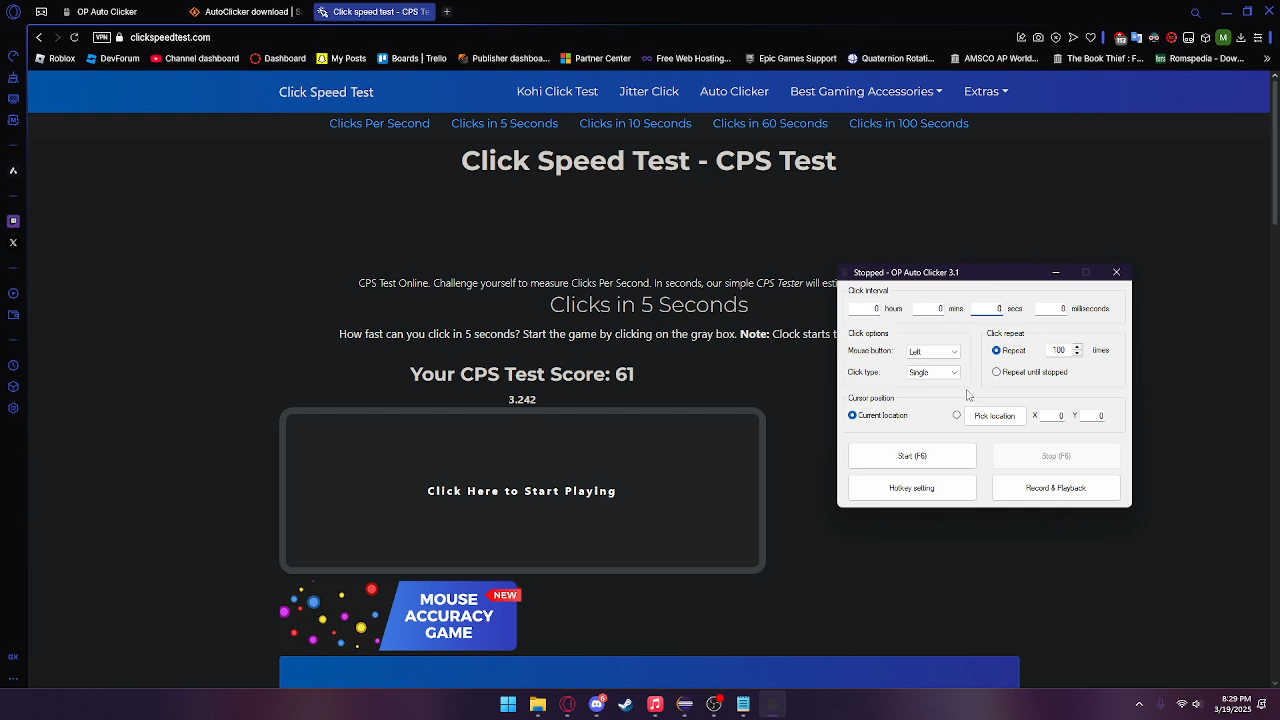 OP Auto Clicker
AutoClicker download | S
Click speed test - CPS Te
VPN
clickspeedtest.com
Roblox
DevForum
Channel dashboard
Dashboard
My Posts
Boards | Trello
Publisher dashboa...
Partner Center
Free Web Hosting...
Epic Games Support
Quaternion Rotati...
AMSCO AP World...
The Book Thief : F...
Romspedia - Dow...
Click Speed Test
Kohi Click Test
Jitter Click
Auto Clicker
Best Gaming Accessories
Extras
Clicks Per Second
Clicks in 5 Seconds
Clicks in 10 Seconds
Clicks in 60 Seconds
Clicks in 100 Seconds
Click Speed Test - CPS Test
CPS Test Online. Challenge yourself to measure Clicks Per Second. In Seconds, our simple CPS Tester will esti
Clicks in 5 Seconds
How fast can you click in 5 seconds? Start the game by clicking on the gray box. Note: Clock starts t
Your CPS Test Score: 61
3.242
Click Here to Start Playing
MOUSE
ACCURACY
GAME
NEW
Stopped - OP Auto Clicker 3.1
Click interval
0 hours 0 mins 0 secs 0 milliseconds
Click options
Mouse button: Left
Click type: Single
Click repeat
Repeat 100 times
Repeat until stopped
Cursor position
Current location
Pick location X 0 Y 0
Start (F6)
Stop (F6)
Hotkey setting
Record & Playback
8:29 PM